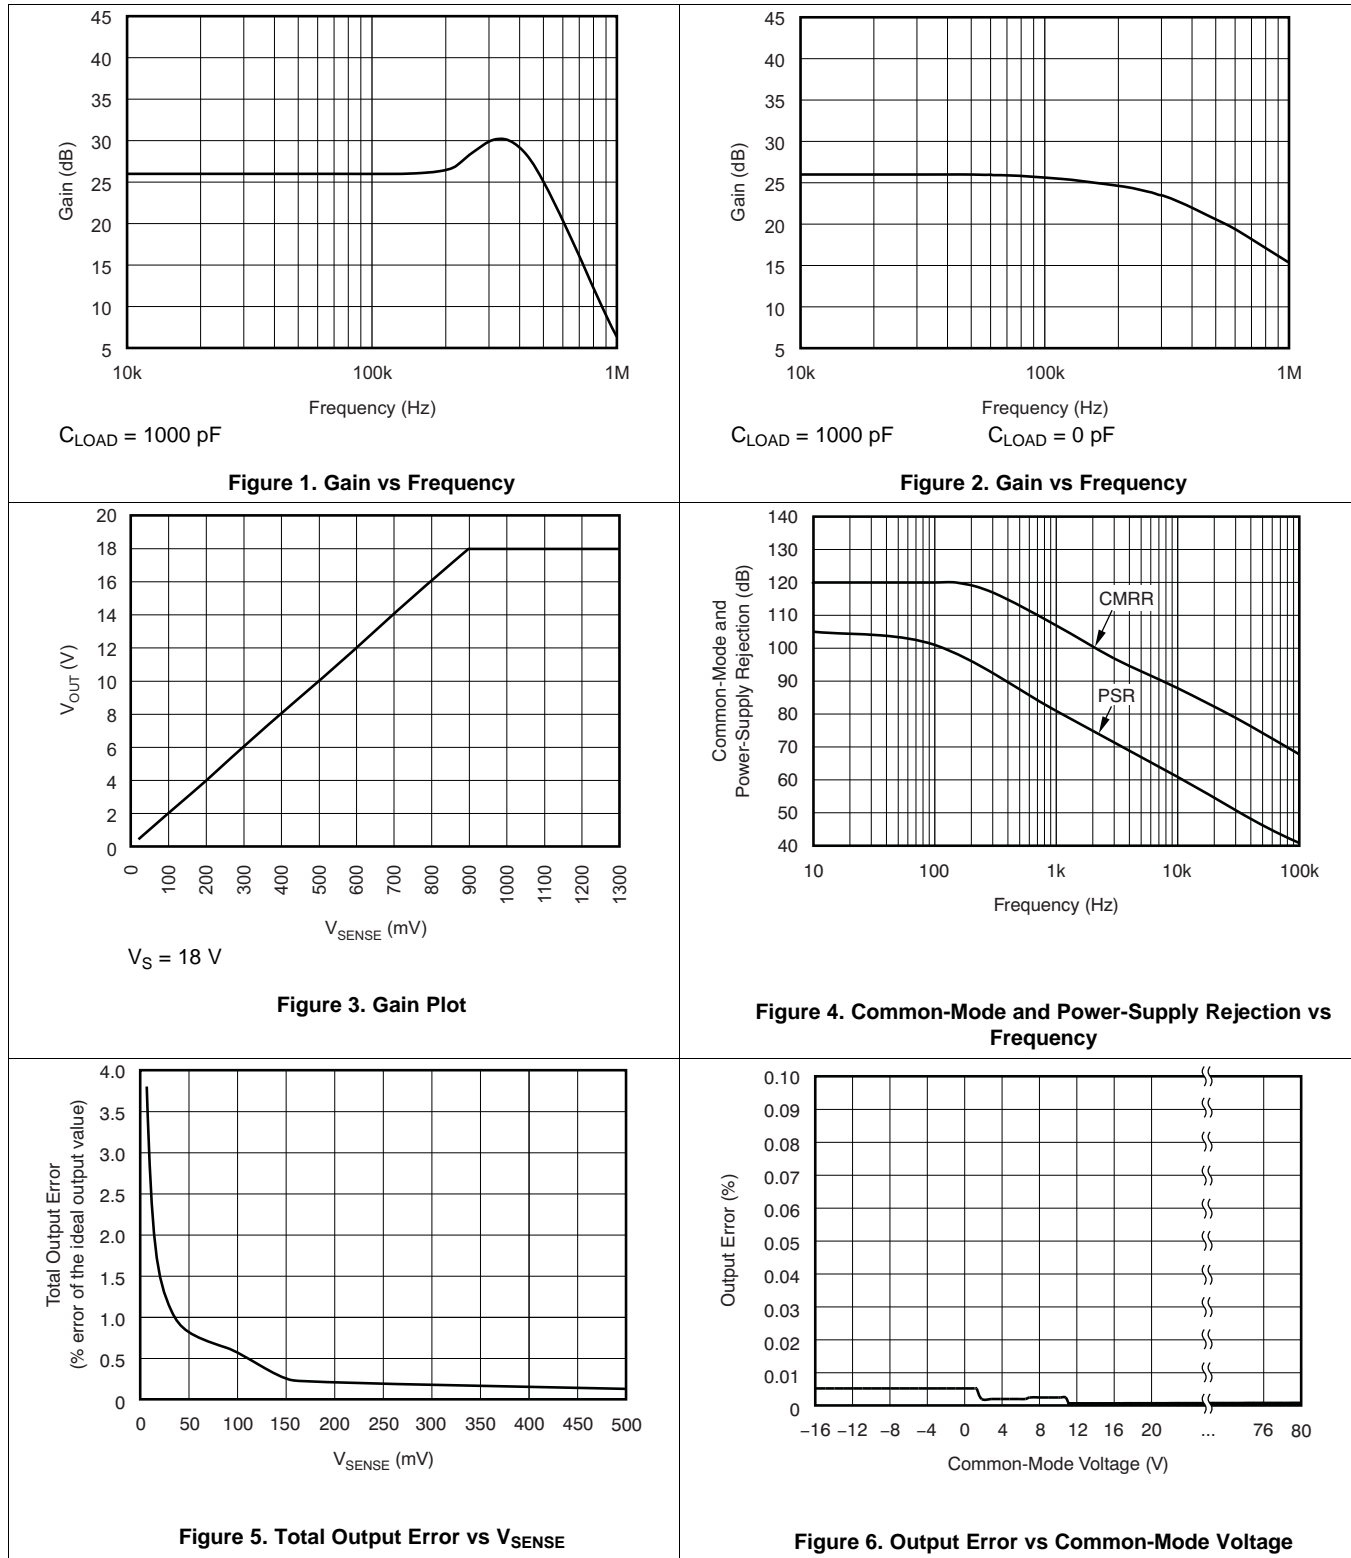 45
40
35
30
25
20
15
10
5
Gain (dB)
10k 100k 1M
Frequency (Hz)
C_LOAD = 1000 pF
Figure 1. Gain vs Frequency
45
40
35
30
25
20
15
10
5
Gain (dB)
10k 100k 1M
Frequency (Hz)
C_LOAD = 1000 pF C_LOAD = 0 pF
Figure 2. Gain vs Frequency
20
18
16
14
12
10
8
6
4
2
0
V_OUT (V)
0 100 200 300 400 500 600 700 800 900 1000 1100 1200 1300
V_SENSE (mV)
V_S = 18 V
Figure 3. Gain Plot
140
130
120
110
100
90
80
70
60
50
40
Common-Mode and
Power-Supply Rejection (dB)
CMRR
PSR
10 100 1k 10k 100k
Frequency (Hz)
Figure 4. Common-Mode and Power-Supply Rejection vs
Frequency
4.0
3.5
3.0
2.5
2.0
1.5
1.0
0.5
0
Total Output Error
(% error of the ideal output value)
0 50 100 150 200 250 300 350 400 450 500
V_SENSE (mV)
Figure 5. Total Output Error vs V_SENSE
0.10
0.09
0.08
0.07
0.06
0.05
0.04
0.03
0.02
0.01
0
Output Error (%)
−16 −12 −8 −4 0 4 8 12 16 20 ... 76 80
Common-Mode Voltage (V)
Figure 6. Output Error vs Common-Mode Voltage